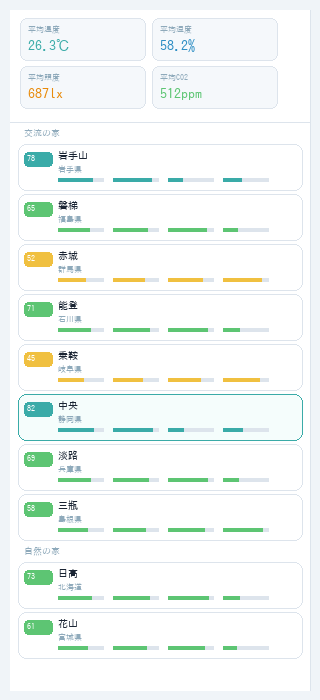 平均温度
26.3℃
平均湿度
58.2%
平均照度
687lx
平均CO2
512ppm
交流の家
78
岩手山
岩手県
65
磐梯
福島県
52
赤城
群馬県
71
能登
石川県
45
乗鞍
岐阜県
82
中央
静岡県
69
淡路
兵庫県
58
三瓶
島根県
自然の家
73
日高
北海道
61
花山
宮城県